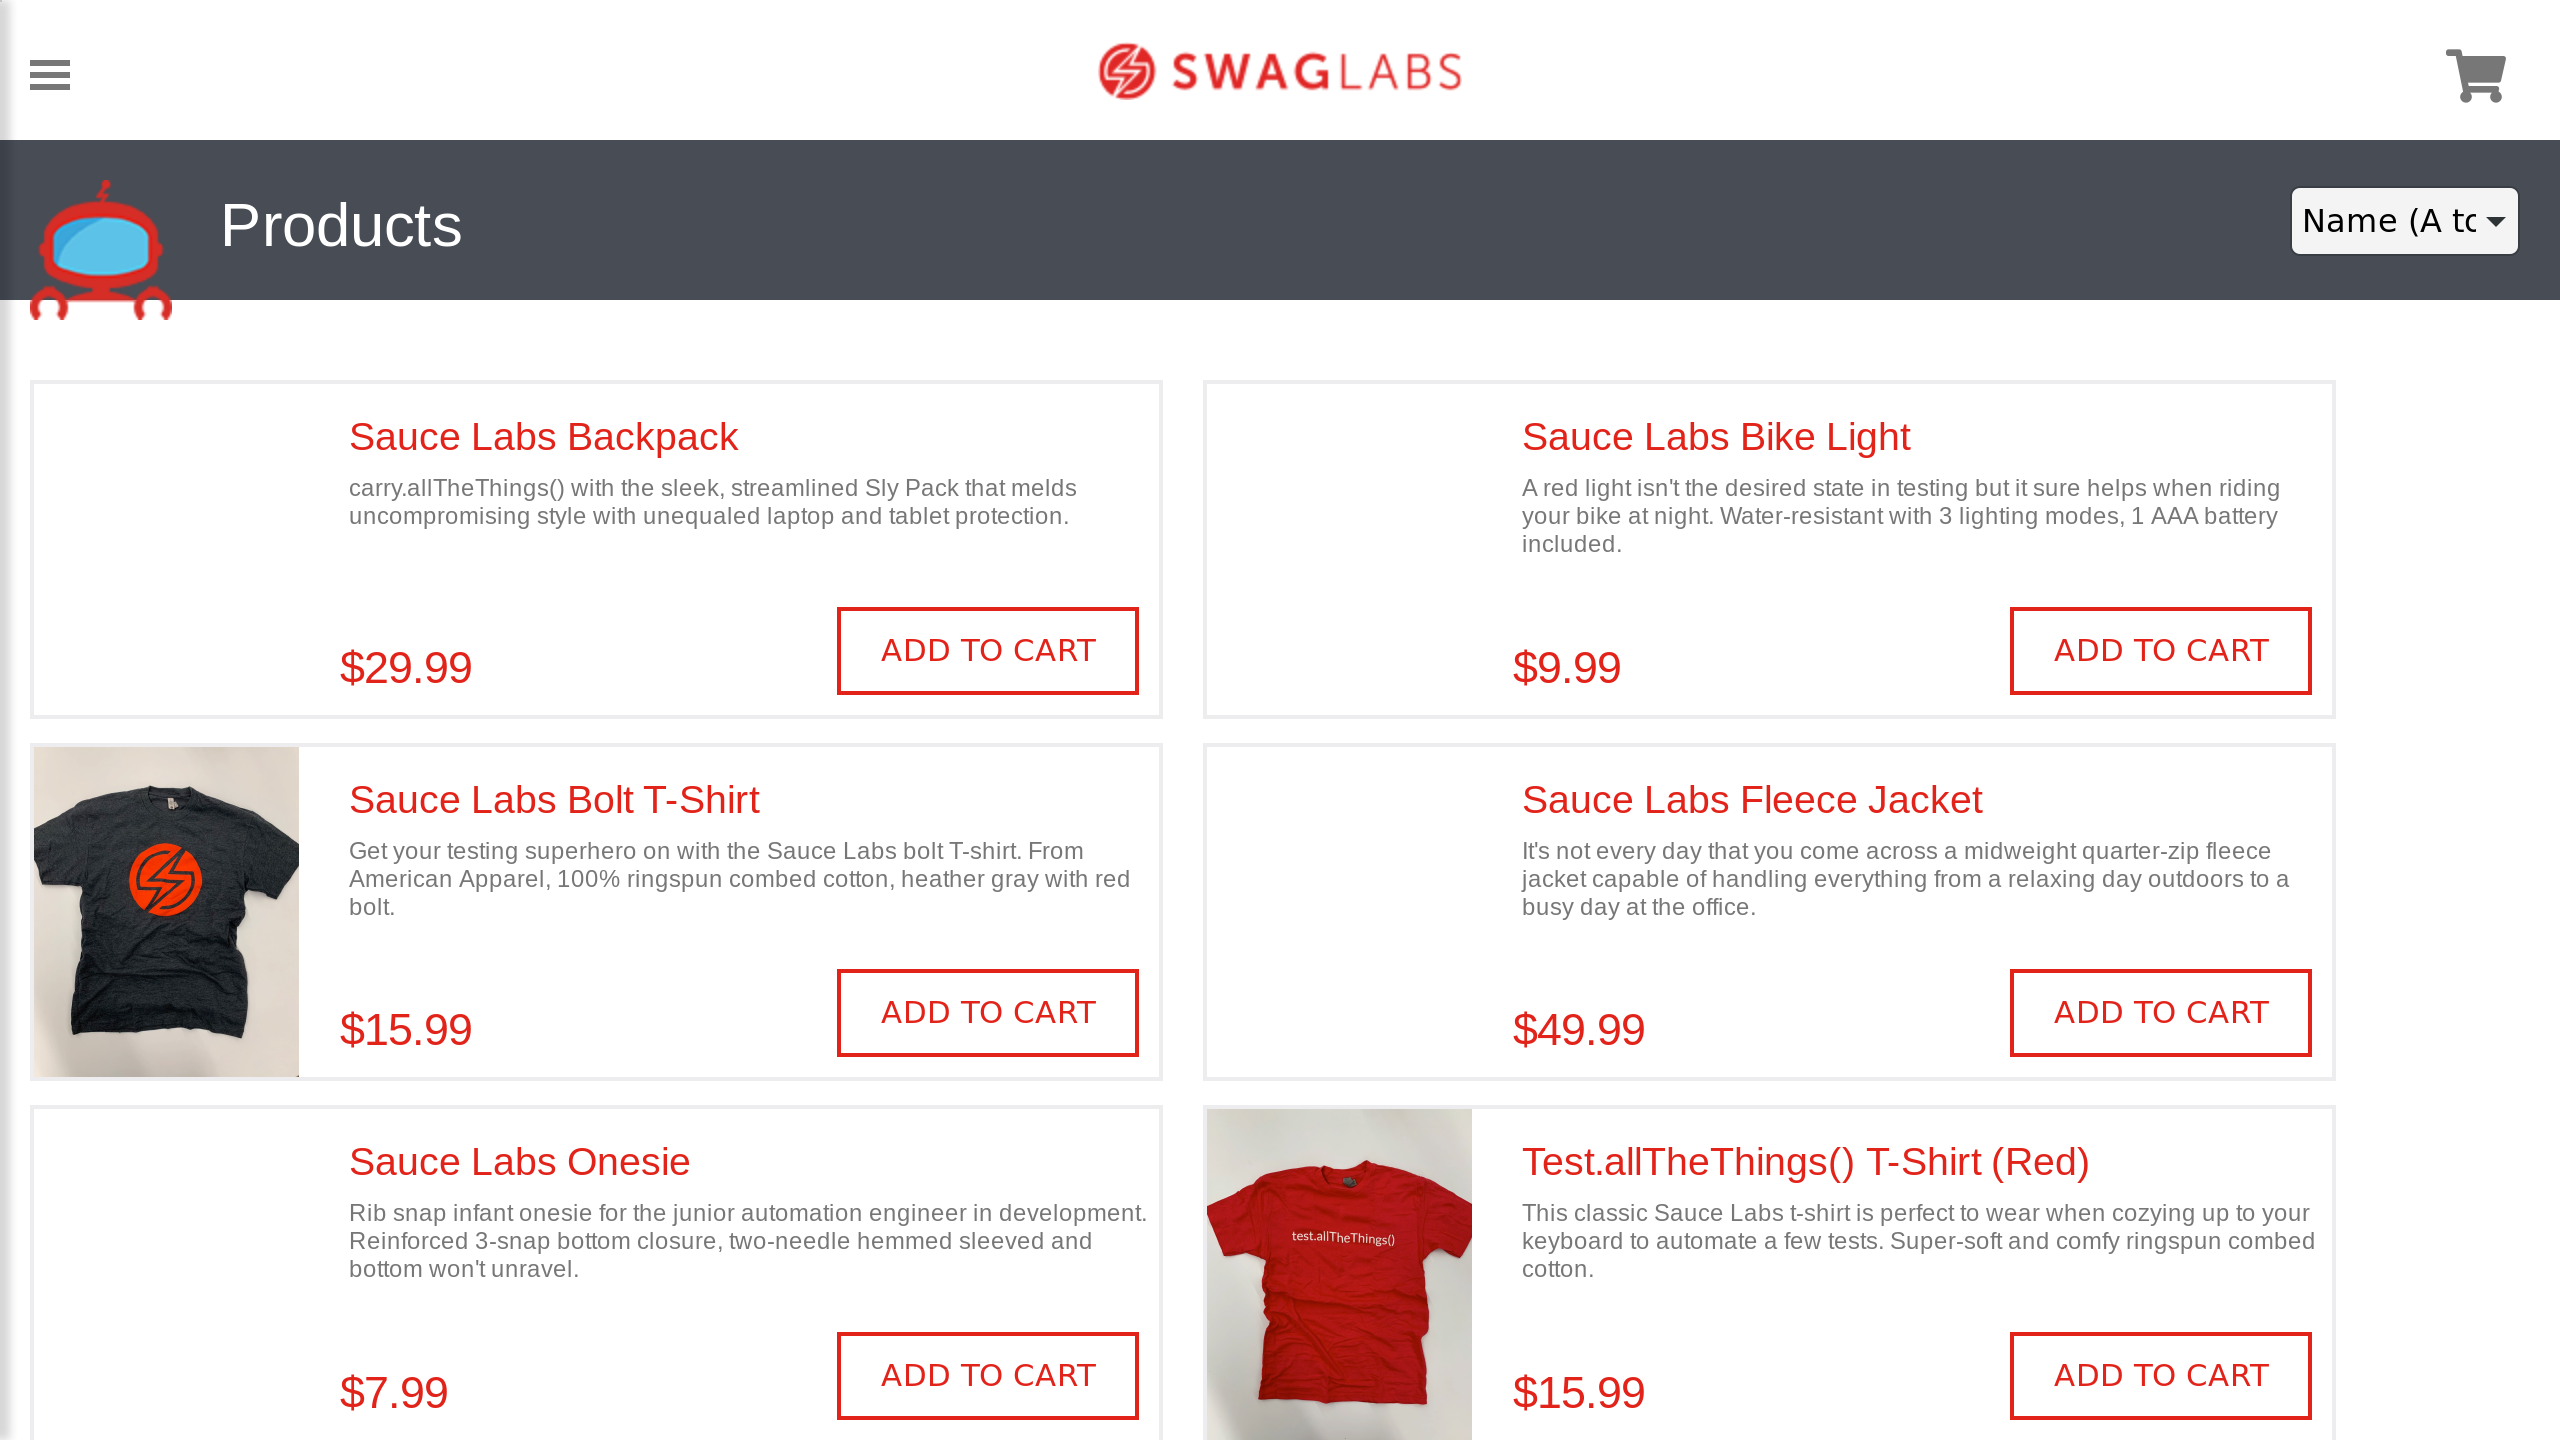 SWAGLABS
Products
Name (A to
Sauce Labs Backpack
carry.allTheThings() with the sleek, streamlined Sly Pack that melds
uncompromising style with unequaled laptop and tablet protection.
$29.99
ADD TO CART
Sauce Labs Bike Light
A red light isn't the desired state in testing but it sure helps when riding
your bike at night. Water-resistant with 3 lighting modes, 1 AAA battery
included.
$9.99
ADD TO CART
Sauce Labs Bolt T-Shirt
Get your testing superhero on with the Sauce Labs bolt T-shirt. From
American Apparel, 100% ringspun combed cotton, heather gray with red
bolt.
$15.99
ADD TO CART
Sauce Labs Fleece Jacket
It's not every day that you come across a midweight quarter-zip fleece
jacket capable of handling everything from a relaxing day outdoors to a
busy day at the office.
$49.99
ADD TO CART
Sauce Labs Onesie
Rib snap infant onesie for the junior automation engineer in development.
Reinforced 3-snap bottom closure, two-needle hemmed sleeved and
bottom won't unravel.
$7.99
ADD TO CART
test.allTheThings()
Test.allTheThings() T-Shirt (Red)
This classic Sauce Labs t-shirt is perfect to wear when cozying up to your
keyboard to automate a few tests. Super-soft and comfy ringspun combed
cotton.
$15.99
ADD TO CART